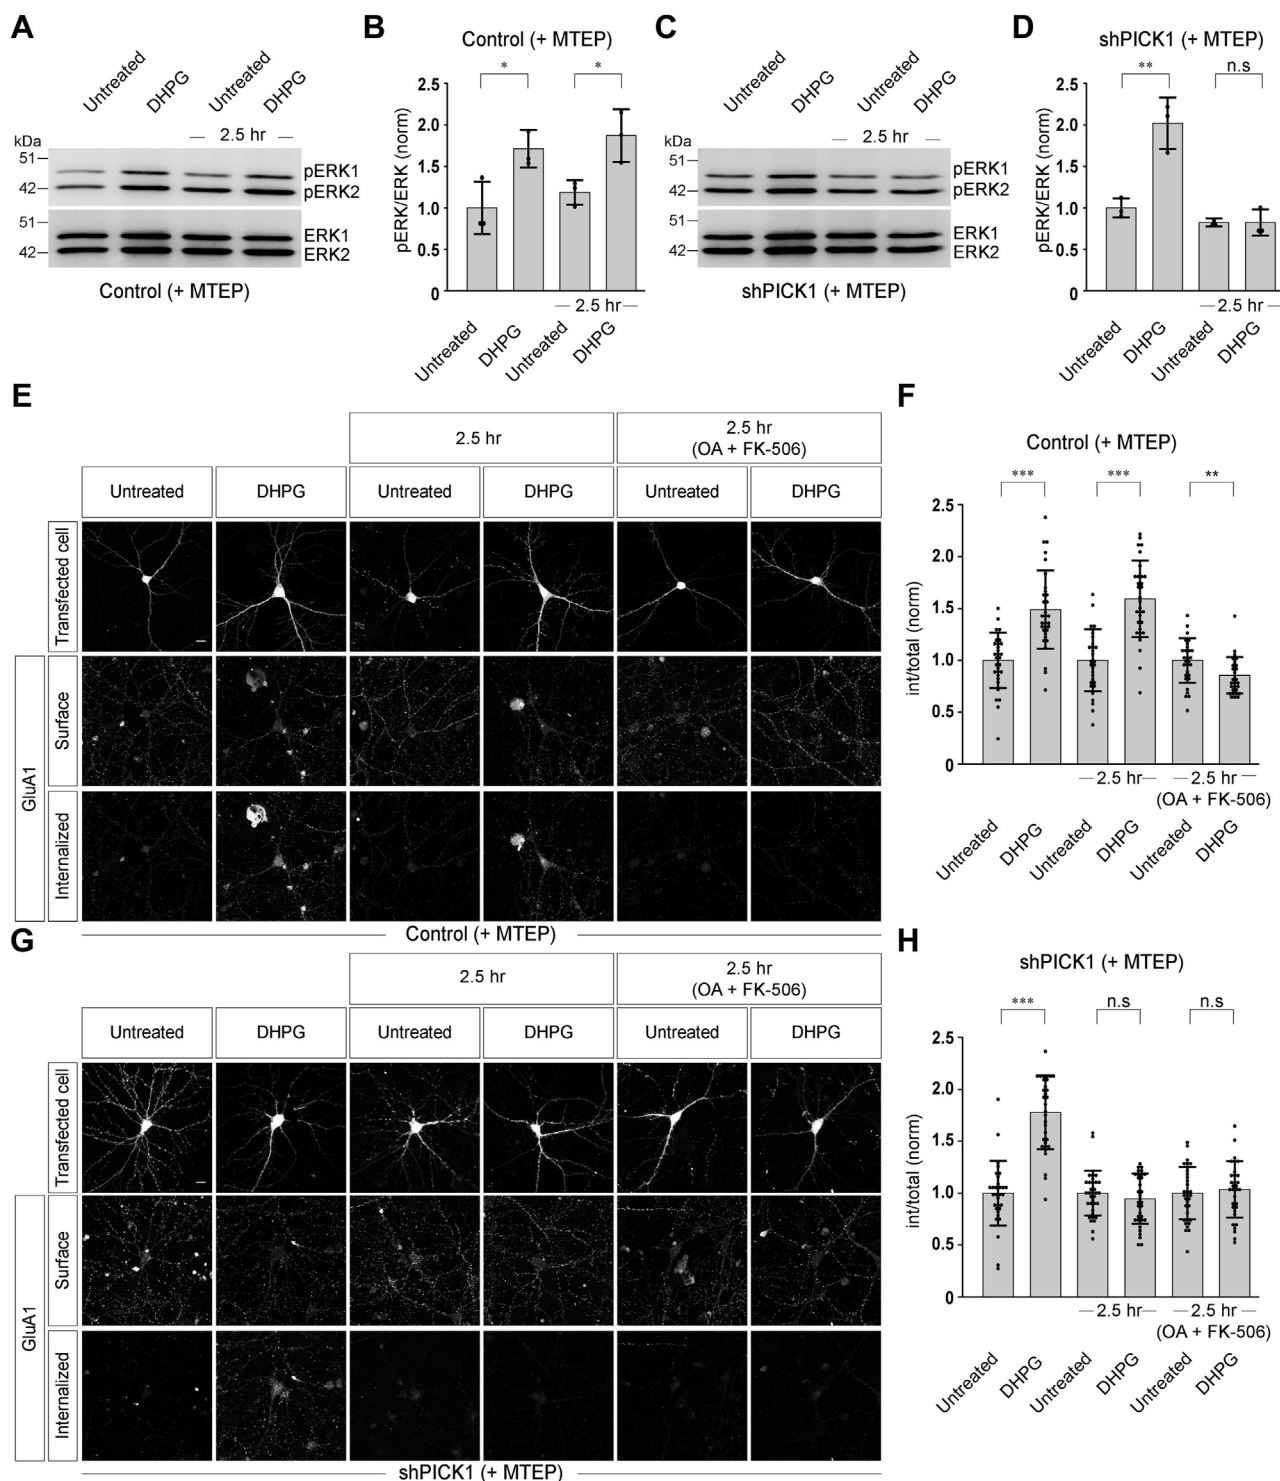 A
Untreated
DHPG
Untreated
DHPG
— 2.5 hr —
kDa
51
42
pERK1
pERK2
51
42
ERK1
ERK2
Control (+ MTEP)
B
Control (+ MTEP)
*
*
pERK/ERK (norm)
2.5
2.0
1.5
1.0
0.5
0
— 2.5 hr —
Untreated
DHPG
Untreated
DHPG
C
Untreated
DHPG
Untreated
DHPG
— 2.5 hr —
kDa
51
42
pERK1
pERK2
51
42
ERK1
ERK2
shPICK1 (+ MTEP)
D
shPICK1 (+ MTEP)
**
n.s
pERK/ERK (norm)
2.5
2.0
1.5
1.0
0.5
0
— 2.5 hr —
Untreated
DHPG
Untreated
DHPG
E
2.5 hr
2.5 hr
(OA + FK-506)
Untreated
DHPG
Untreated
DHPG
Untreated
DHPG
Transfected cell
GluA1
Surface
Internalized
Control (+ MTEP)
F
Control (+ MTEP)
***
***
**
int/total (norm)
2.5
2.0
1.5
1.0
0.5
0
— 2.5 hr —
— 2.5 hr —
(OA + FK-506)
Untreated
DHPG
Untreated
DHPG
Untreated
DHPG
G
2.5 hr
2.5 hr
(OA + FK-506)
Untreated
DHPG
Untreated
DHPG
Untreated
DHPG
Transfected cell
GluA1
Surface
Internalized
shPICK1 (+ MTEP)
H
shPICK1 (+ MTEP)
***
n.s
n.s
int/total (norm)
2.5
2.0
1.5
1.0
0.5
0
— 2.5 hr —
— 2.5 hr —
(OA + FK-506)
Untreated
DHPG
Untreated
DHPG
Untreated
DHPG